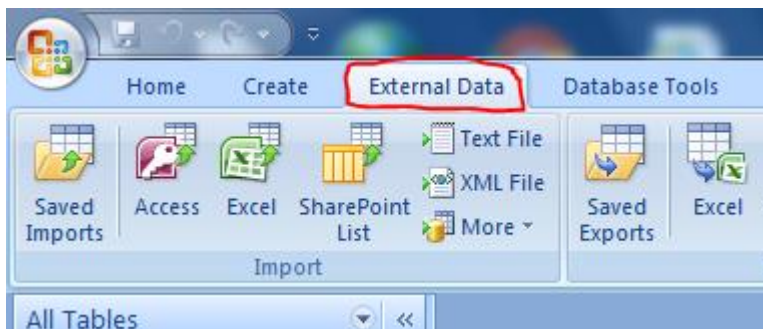 Home Create External Data Database Tools
Saved Imports
Access
Excel
SharePoint List
Text File
XML File
More
Saved Exports
Excel
Import
All Tables